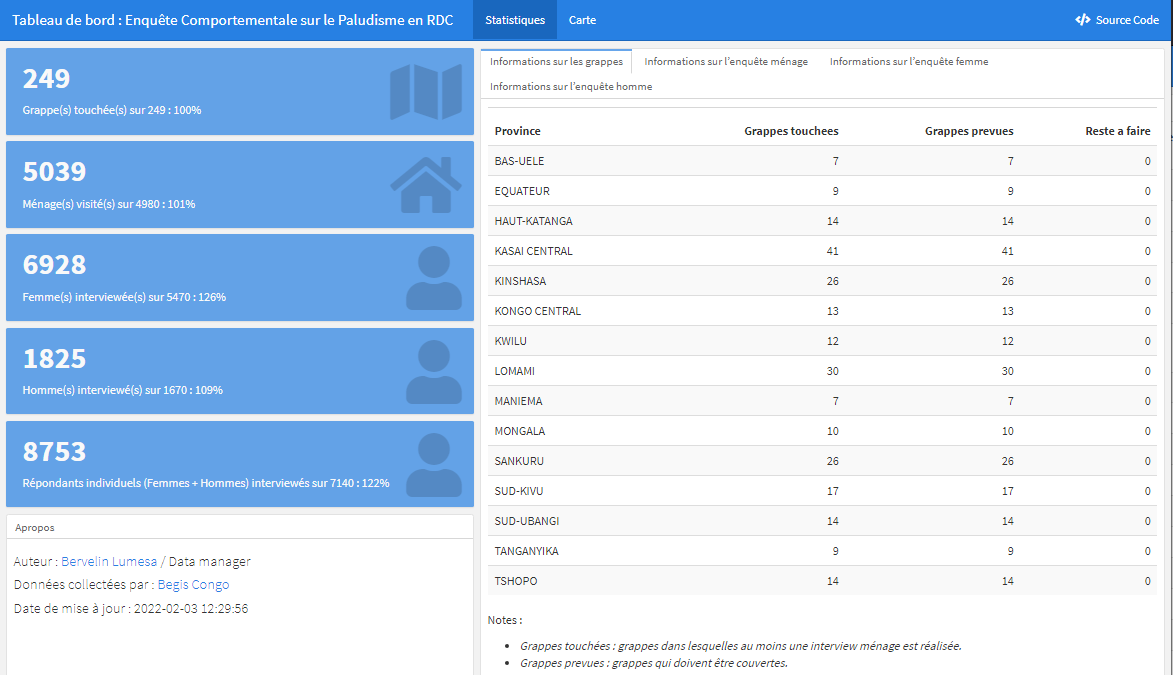 Tableau de bord : Enquête Comportementale sur le Paludisme en RDC Statistiques Carte Source Code
249
Grappe(s) touchée(s) sur 249 : 100%
5039
Ménage(s) visité(s) sur 4980 : 101%
6928
Femme(s) interviewée(s) sur 5470 : 126%
1825
Homme(s) interviewé(s) sur 1670 : 109%
8753
Répondants individuels (Femmes + Hommes) interviewés sur 7140 : 122%
Apropos
Auteur : Bervelin Lumesa / Data manager
Données collectées par : Begis Congo
Date de mise à jour : 2022-02-03 12:29:56
Informations sur les grappes Informations sur l'enquête ménage Informations sur l'enquête femme
Informations sur l'enquête homme
Province Grappes touchees Grappes prevues Reste a faire
BAS-UELE 7 7 0
EQUATEUR 9 9 0
HAUT-KATANGA 14 14 0
KASAI CENTRAL 41 41 0
KINSHASA 26 26 0
KONGO CENTRAL 13 13 0
KWILU 12 12 0
LOMAMI 30 30 0
MANIEMA 7 7 0
MONGALA 10 10 0
SANKURU 26 26 0
SUD-KIVU 17 17 0
SUD-UBANGI 14 14 0
TANGANYIKA 9 9 0
TSHOPO 14 14 0
Notes :
• Grappes touchées : grappes dans lesquelles au moins une interview ménage est réalisée.
• Grappes prevues : grappes qui doivent être couvertes.